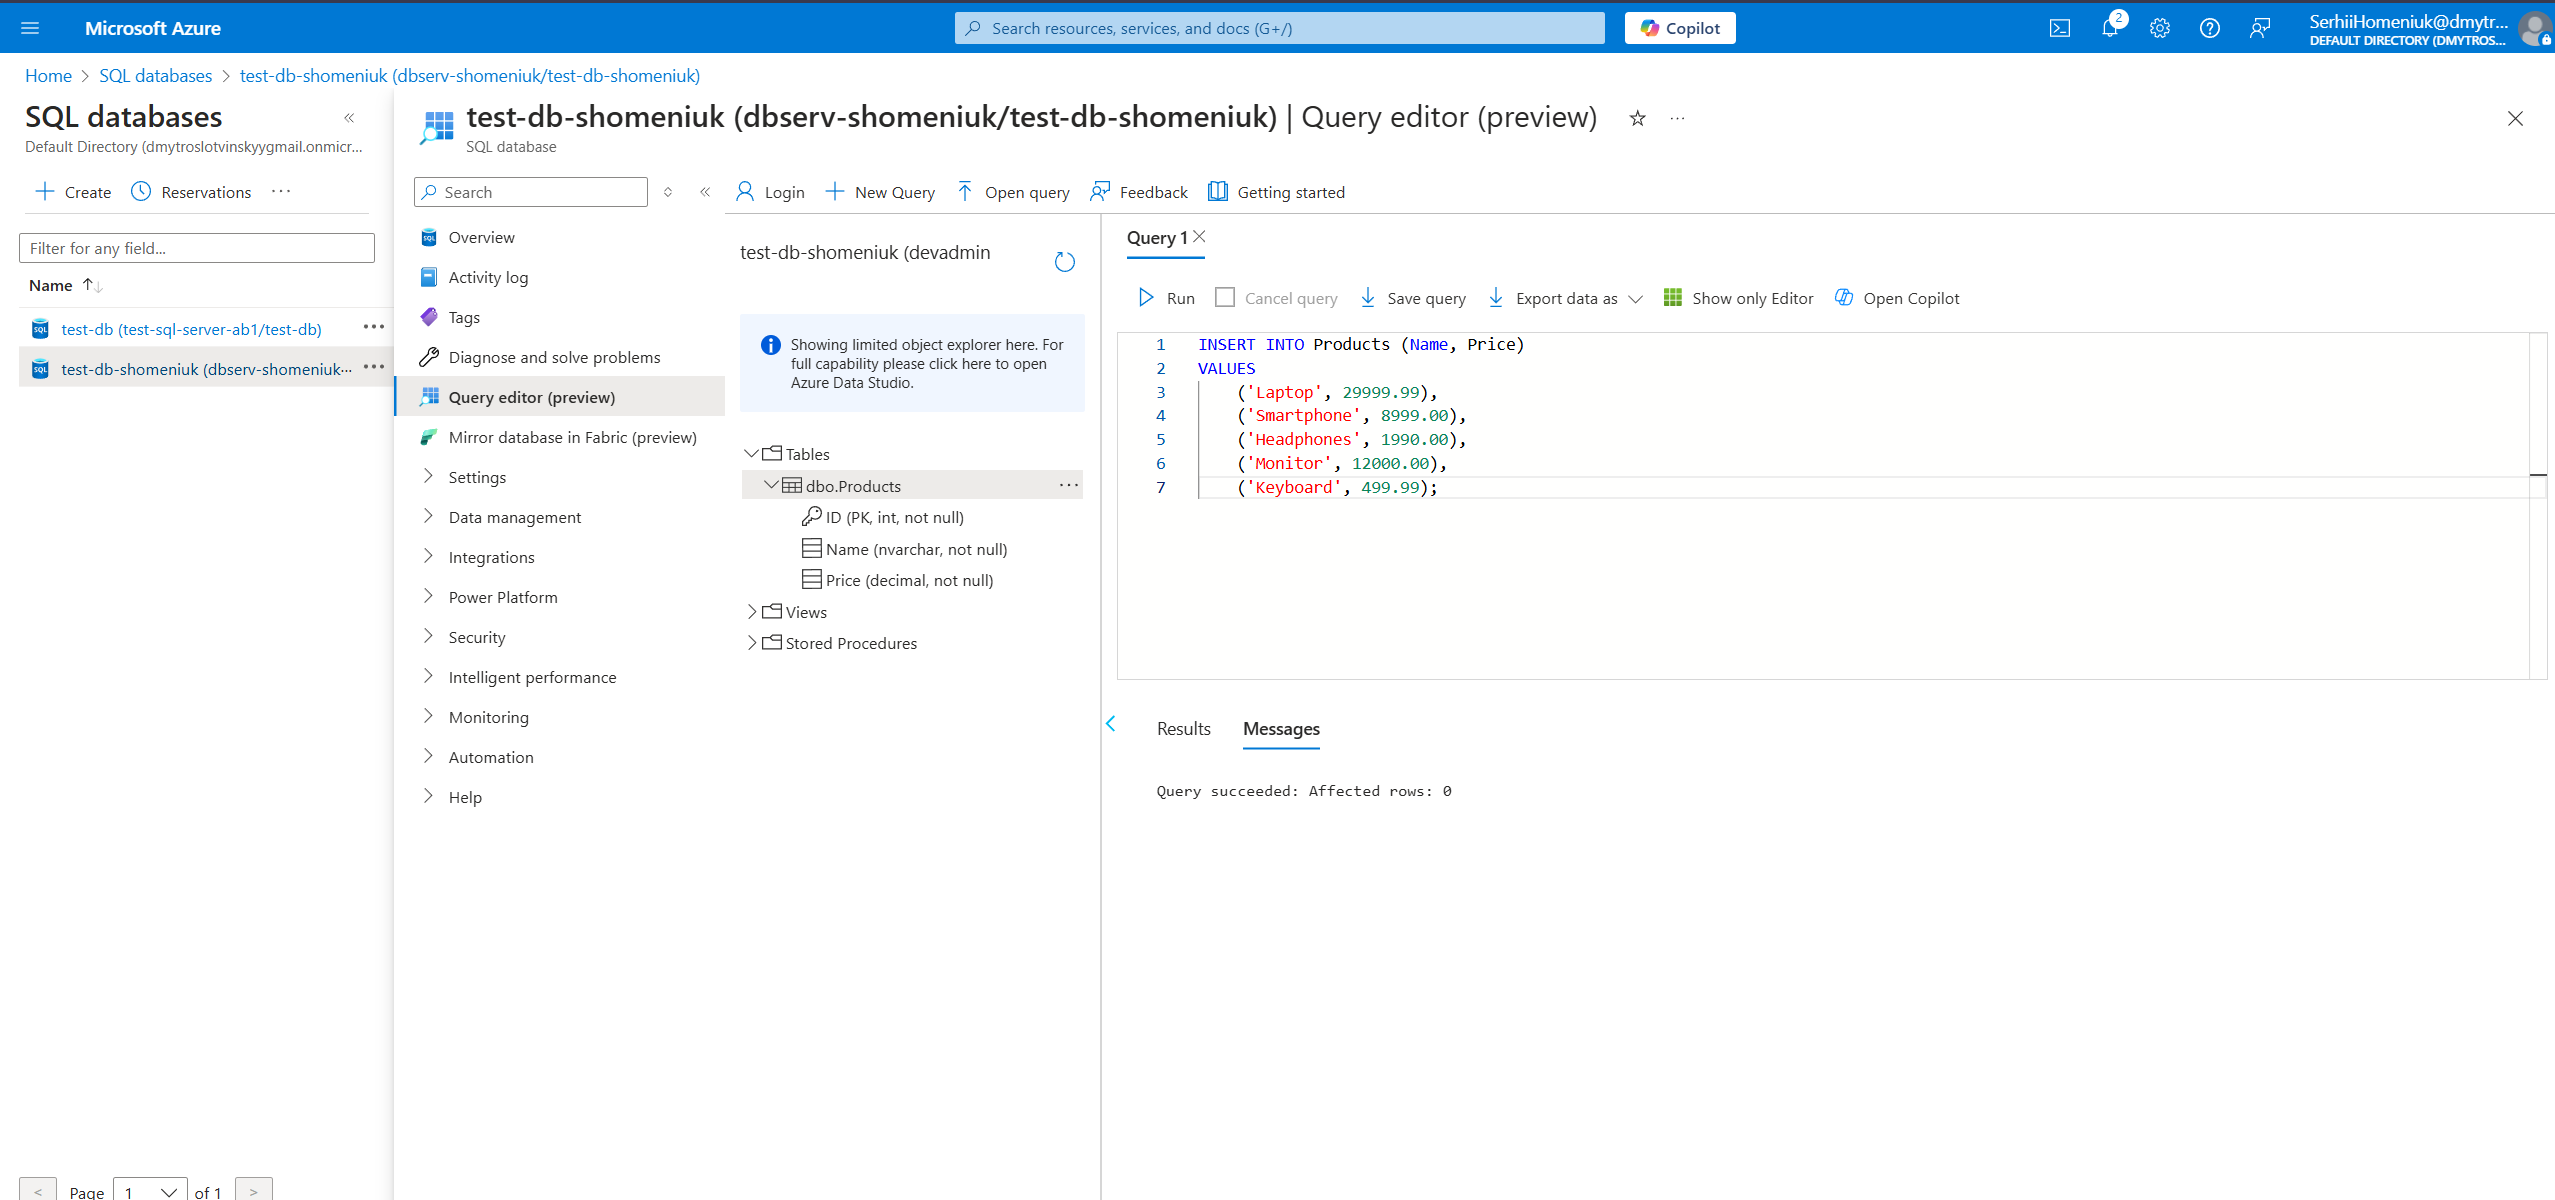 Microsoft Azure
Search resources, services, and docs (G+/)
Copilot
2
SerhiiHomeniuk@dmytr...
DEFAULT DIRECTORY (DMYTROS...
Home > SQL databases > test-db-shomeniuk (dbserv-shomeniuk/test-db-shomeniuk)
SQL databases
Default Directory (dmytroslotvinskyygmail.onmicr...
Create
Reservations
Filter for any field...
Name
test-db (test-sql-server-ab1/test-db)
test-db-shomeniuk (dbserv-shomeniuk...
< Page 1 of 1 >
test-db-shomeniuk (dbserv-shomeniuk/test-db-shomeniuk) | Query editor (preview)
SQL database
Search
Overview
Activity log
Tags
Diagnose and solve problems
Query editor (preview)
Mirror database in Fabric (preview)
Settings
Data management
Integrations
Power Platform
Security
Intelligent performance
Monitoring
Automation
Help
Login
New Query
Open query
Feedback
Getting started
test-db-shomeniuk (devadmin
Showing limited object explorer here. For
full capability please click here to open
Azure Data Studio.
Tables
dbo.Products
ID (PK, int, not null)
Name (nvarchar, not null)
Price (decimal, not null)
Views
Stored Procedures
Query 1
Run
Cancel query
Save query
Export data as
Show only Editor
Open Copilot
1 INSERT INTO Products (Name, Price)
2 VALUES
3 ('Laptop', 29999.99),
4 ('Smartphone', 8999.00),
5 ('Headphones', 1990.00),
6 ('Monitor', 12000.00),
7 ('Keyboard', 499.99);
Results
Messages
Query succeeded: Affected rows: 0